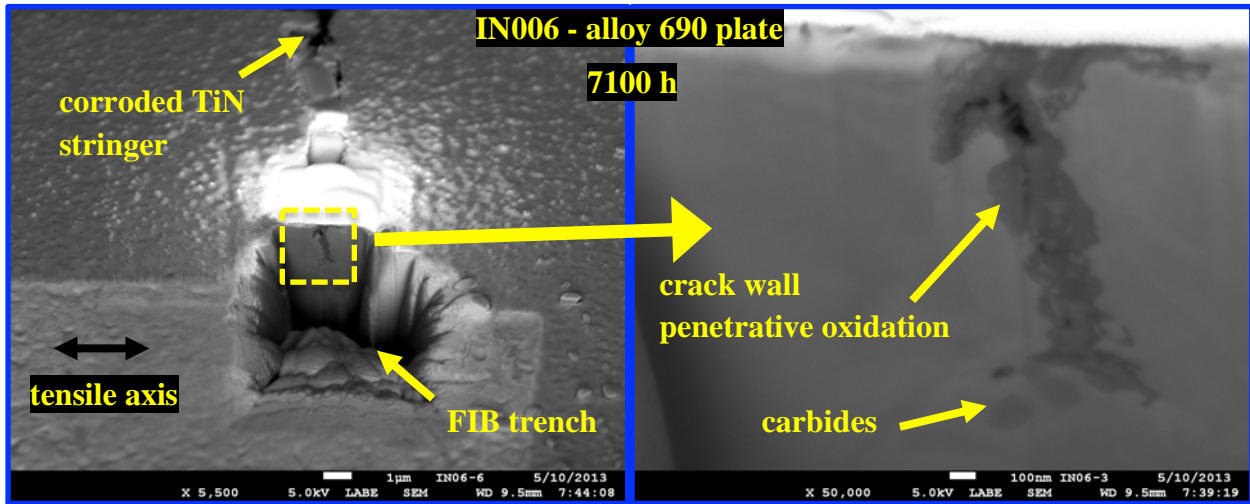 IN006 - alloy 690 plate
7100 h
corroded TiN
stringer
tensile axis
FIB trench
crack wall
penetrative oxidation
carbides
1µm IN06-6 5/10/2013
X 5,500 5.0kV LABE SEM WD 9.5mm 7:44:08
100nm IN06-3 5/10/2013
X 50,000 5.0kV LABE SEM WD 9.5mm 7:39:19